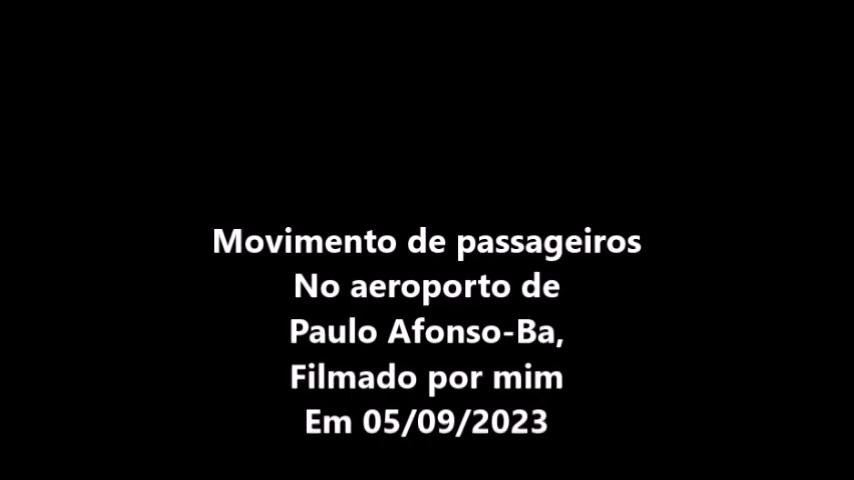 Movimento de passageiros
No aeroporto de
Paulo Afonso-Ba,
Filmado por mim
Em 05/09/2023